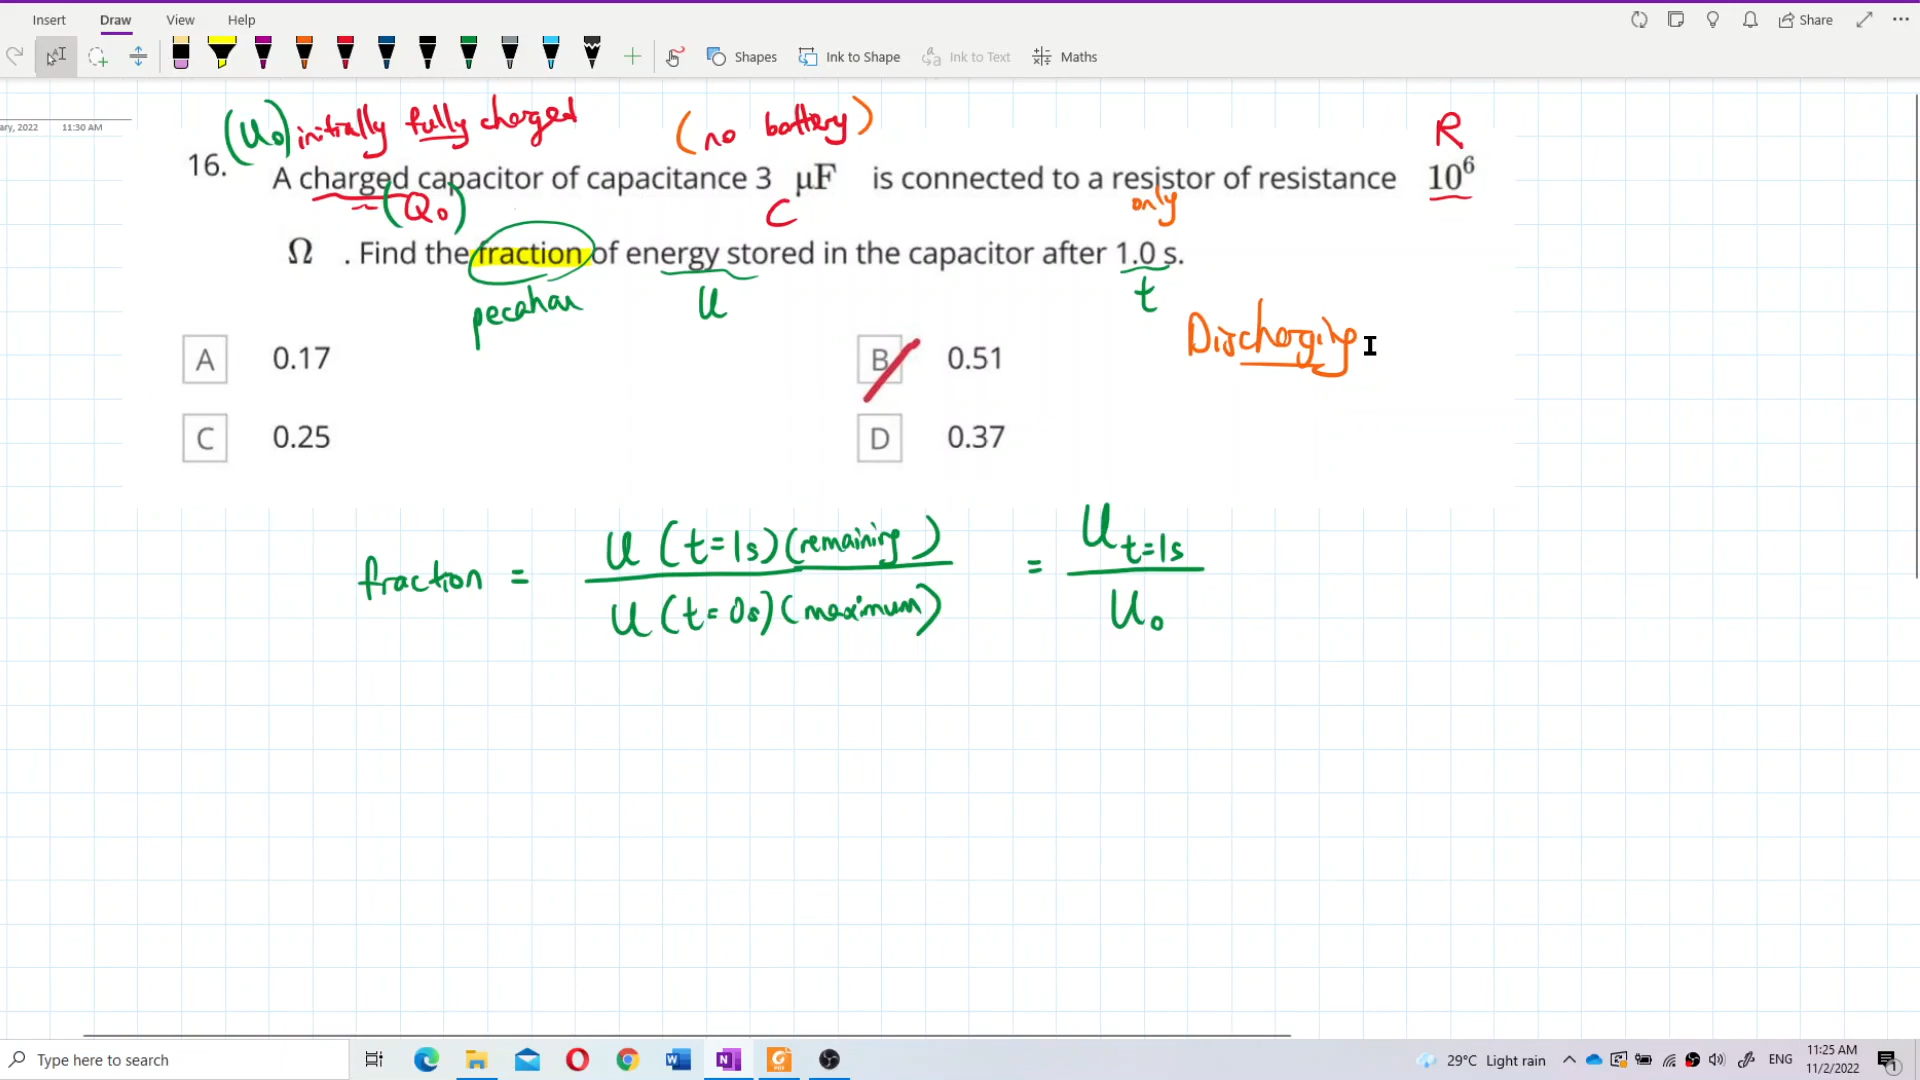 Insert Draw View Help
Share
Shapes Ink to Shape Ink to Text Maths
ary, 2022 11:30 AM
(U₀) initially fully charged (no battery) R
16. A charged capacitor of capacitance 3 μF is connected to a resistor of resistance 10⁶
(Q₀) C only
Ω . Find the fraction of energy stored in the capacitor after 1.0 s.
pecahan U t
Discharging
A 0.17 B 0.51
C 0.25 D 0.37
fraction = U (t=1s)(remaining) / U (t=0s)(maximum) = U t=1s / U₀
Type here to search
29°C Light rain ENG 11:25 AM
11/2/2022
1